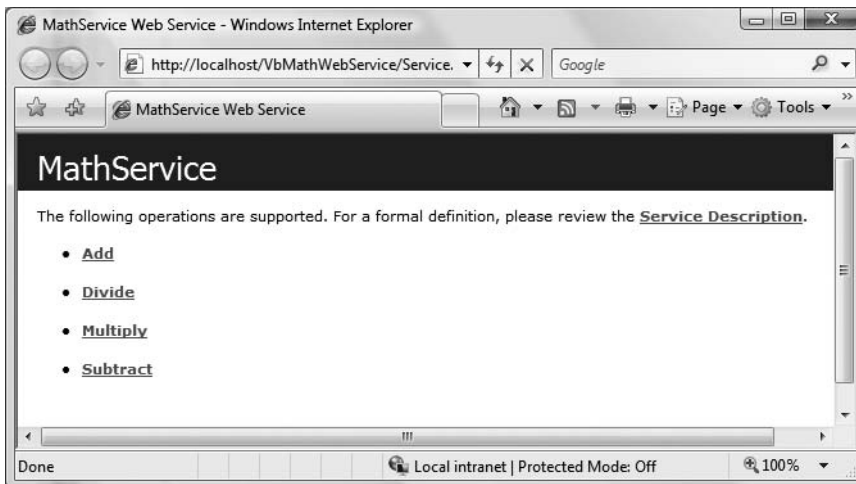 MathService Web Service - Windows Internet Explorer
http://localhost/VbMathWebService/Service.
Google
MathService Web Service
Page
Tools
MathService
The following operations are supported. For a formal definition, please review the Service Description.
Add
Divide
Multiply
Subtract
Done
Local intranet | Protected Mode: Off
100%